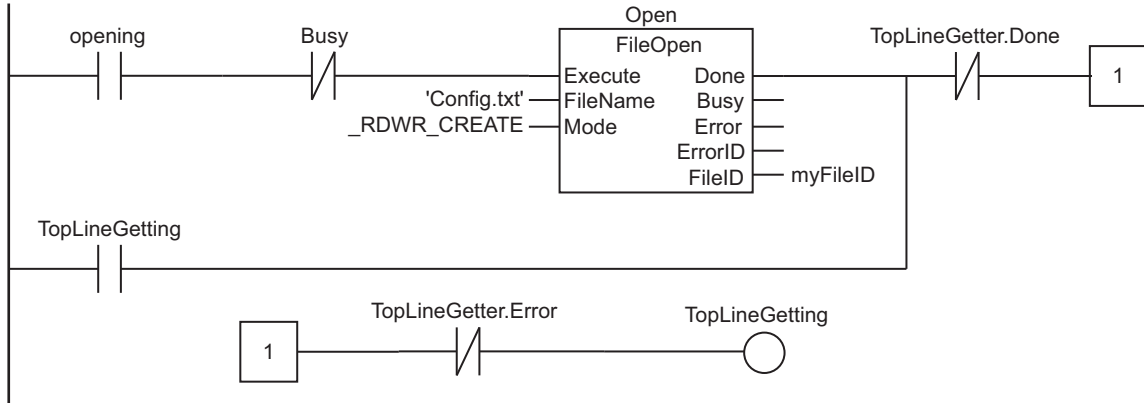 Open
opening
Busy
FileOpen
TopLineGetter.Done
Execute
Done
1
'Config.txt'
FileName
Busy
_RDWR_CREATE
Mode
Error
ErrorID
FileID
myFileID
TopLineGetting
TopLineGetter.Error
TopLineGetting
1